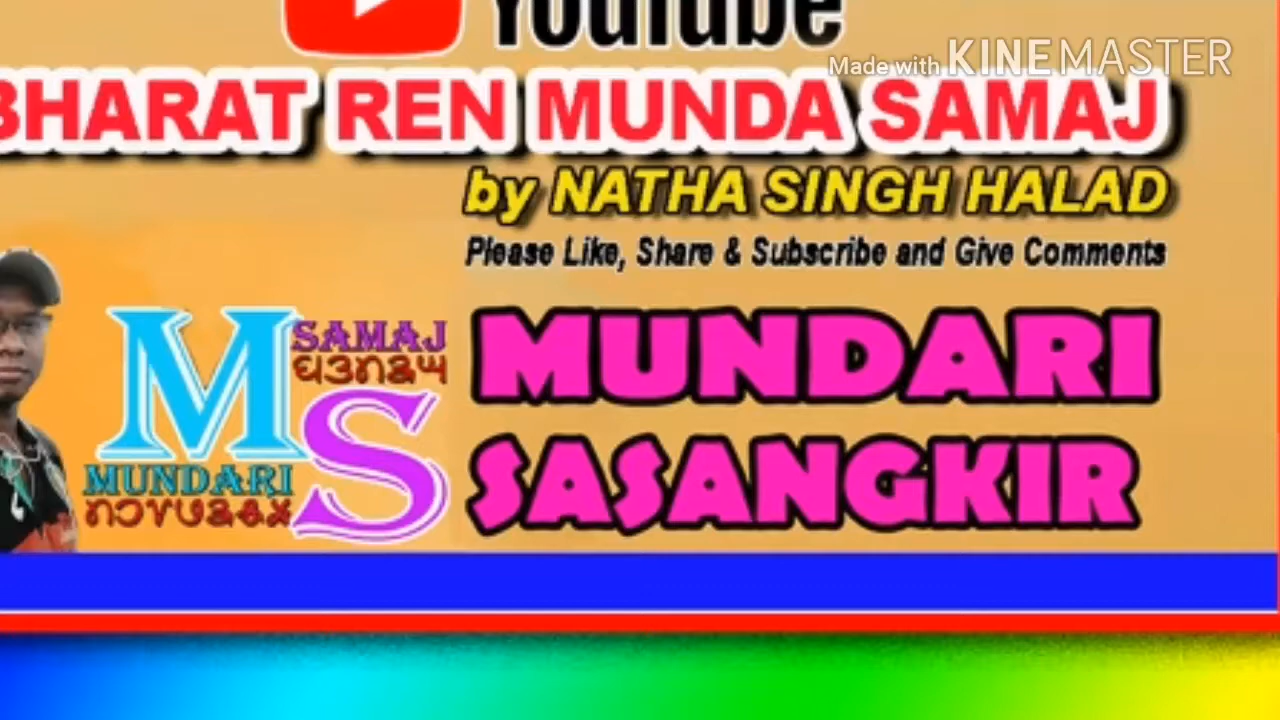 YouTube
Made with KINEMASTER
BHARAT REN MUNDA SAMAJ
by NATHA SINGH HALAD
Please Like, Share & Subscribe and Give Comments
MS
SAMAJ
MUNDARI
MUNDARI
SASANGKIR